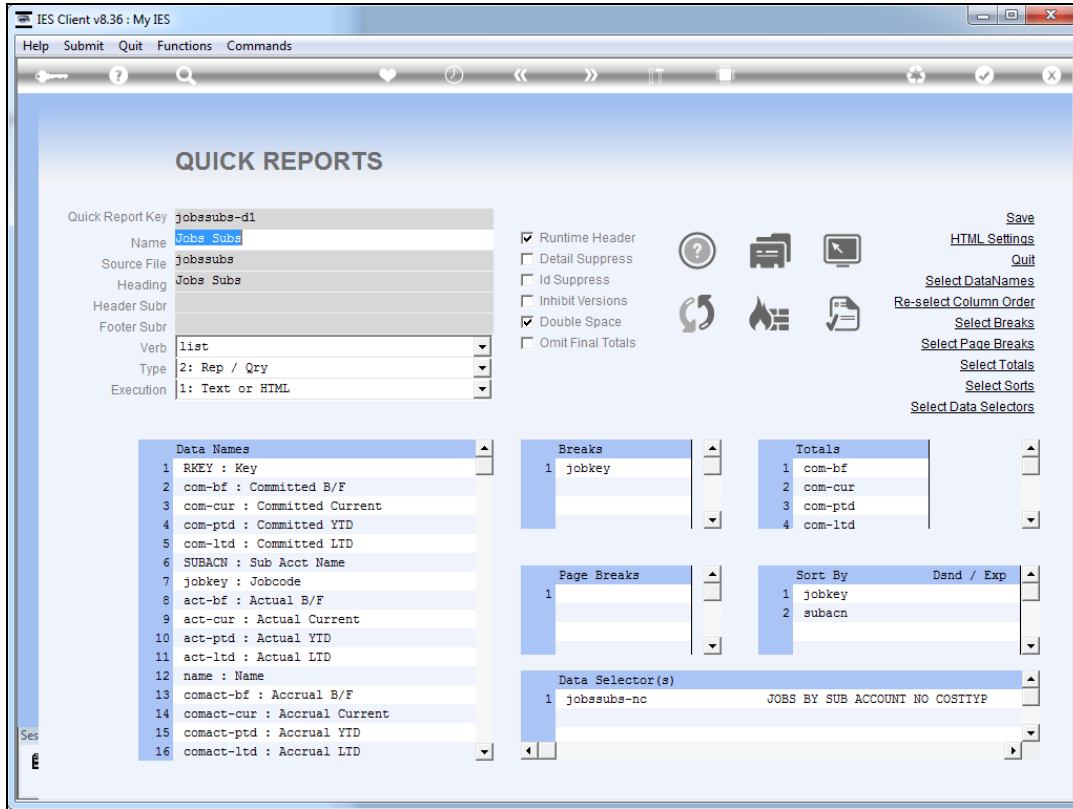 IES Client v8.36 : My IES
Help Submit Quit Functions Commands
QUICK REPORTS
Quick Report Key jobssubs-d1
Name Jobs Subs
Source File jobssubs
Heading Jobs Subs
Header Subr
Footer Subr
Verb list
Type 2: Rep / Qry
Execution 1: Text or HTML
Runtime Header
Detail Suppress
Id Suppress
Inhibit Versions
Double Space
Omit Final Totals
Save
HTML Settings
Quit
Select DataNames
Re-select Column Order
Select Breaks
Select Page Breaks
Select Totals
Select Sorts
Select Data Selectors
Data Names
1 RKEY : Key
2 com-bf : Committed B/F
3 com-cur : Committed Current
4 com-ptd : Committed YTD
5 com-ltd : Committed LTD
6 SUBACN : Sub Acct Name
7 jobkey : Jobcode
8 act-bf : Actual B/F
9 act-cur : Actual Current
10 act-ptd : Actual YTD
11 act-ltd : Actual LTD
12 name : Name
13 comact-bf : Accrual B/F
14 comact-cur : Accrual Current
15 comact-ptd : Accrual YTD
16 comact-ltd : Accrual LTD
Breaks
1 jobkey
Totals
1 com-bf
2 com-cur
3 com-ptd
4 com-ltd
Page Breaks
1
Sort By Dsnd / Exp
1 jobkey
2 subacn
Data Selector(s)
1 jobssubs-nc JOBS BY SUB ACCOUNT NO COSTTYP
Ses